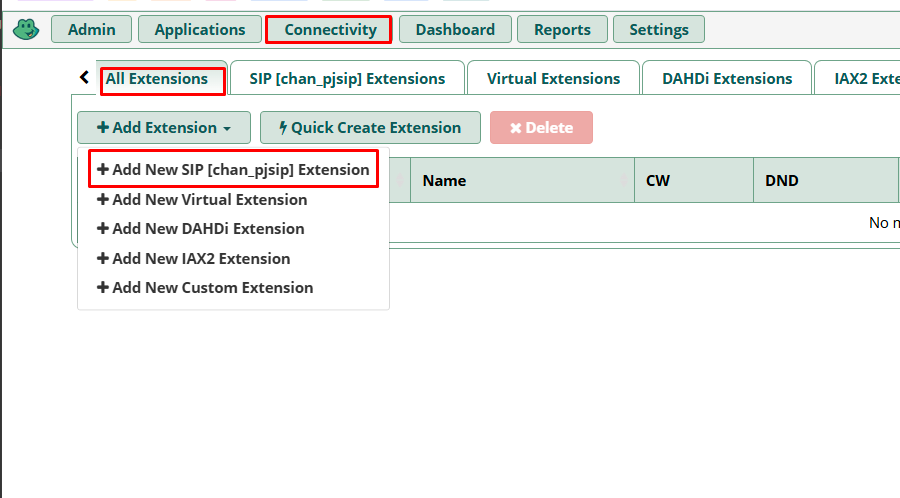 Admin Applications Connectivity Dashboard Reports Settings
All Extensions SIP [chan_pjsip] Extensions Virtual Extensions DAHDi Extensions IAX2 Exte
Add Extension Quick Create Extension Delete
Add New SIP [chan_pjsip] Extension
Name CW DND
Add New Virtual Extension
No
Add New DAHDi Extension
Add New IAX2 Extension
Add New Custom Extension